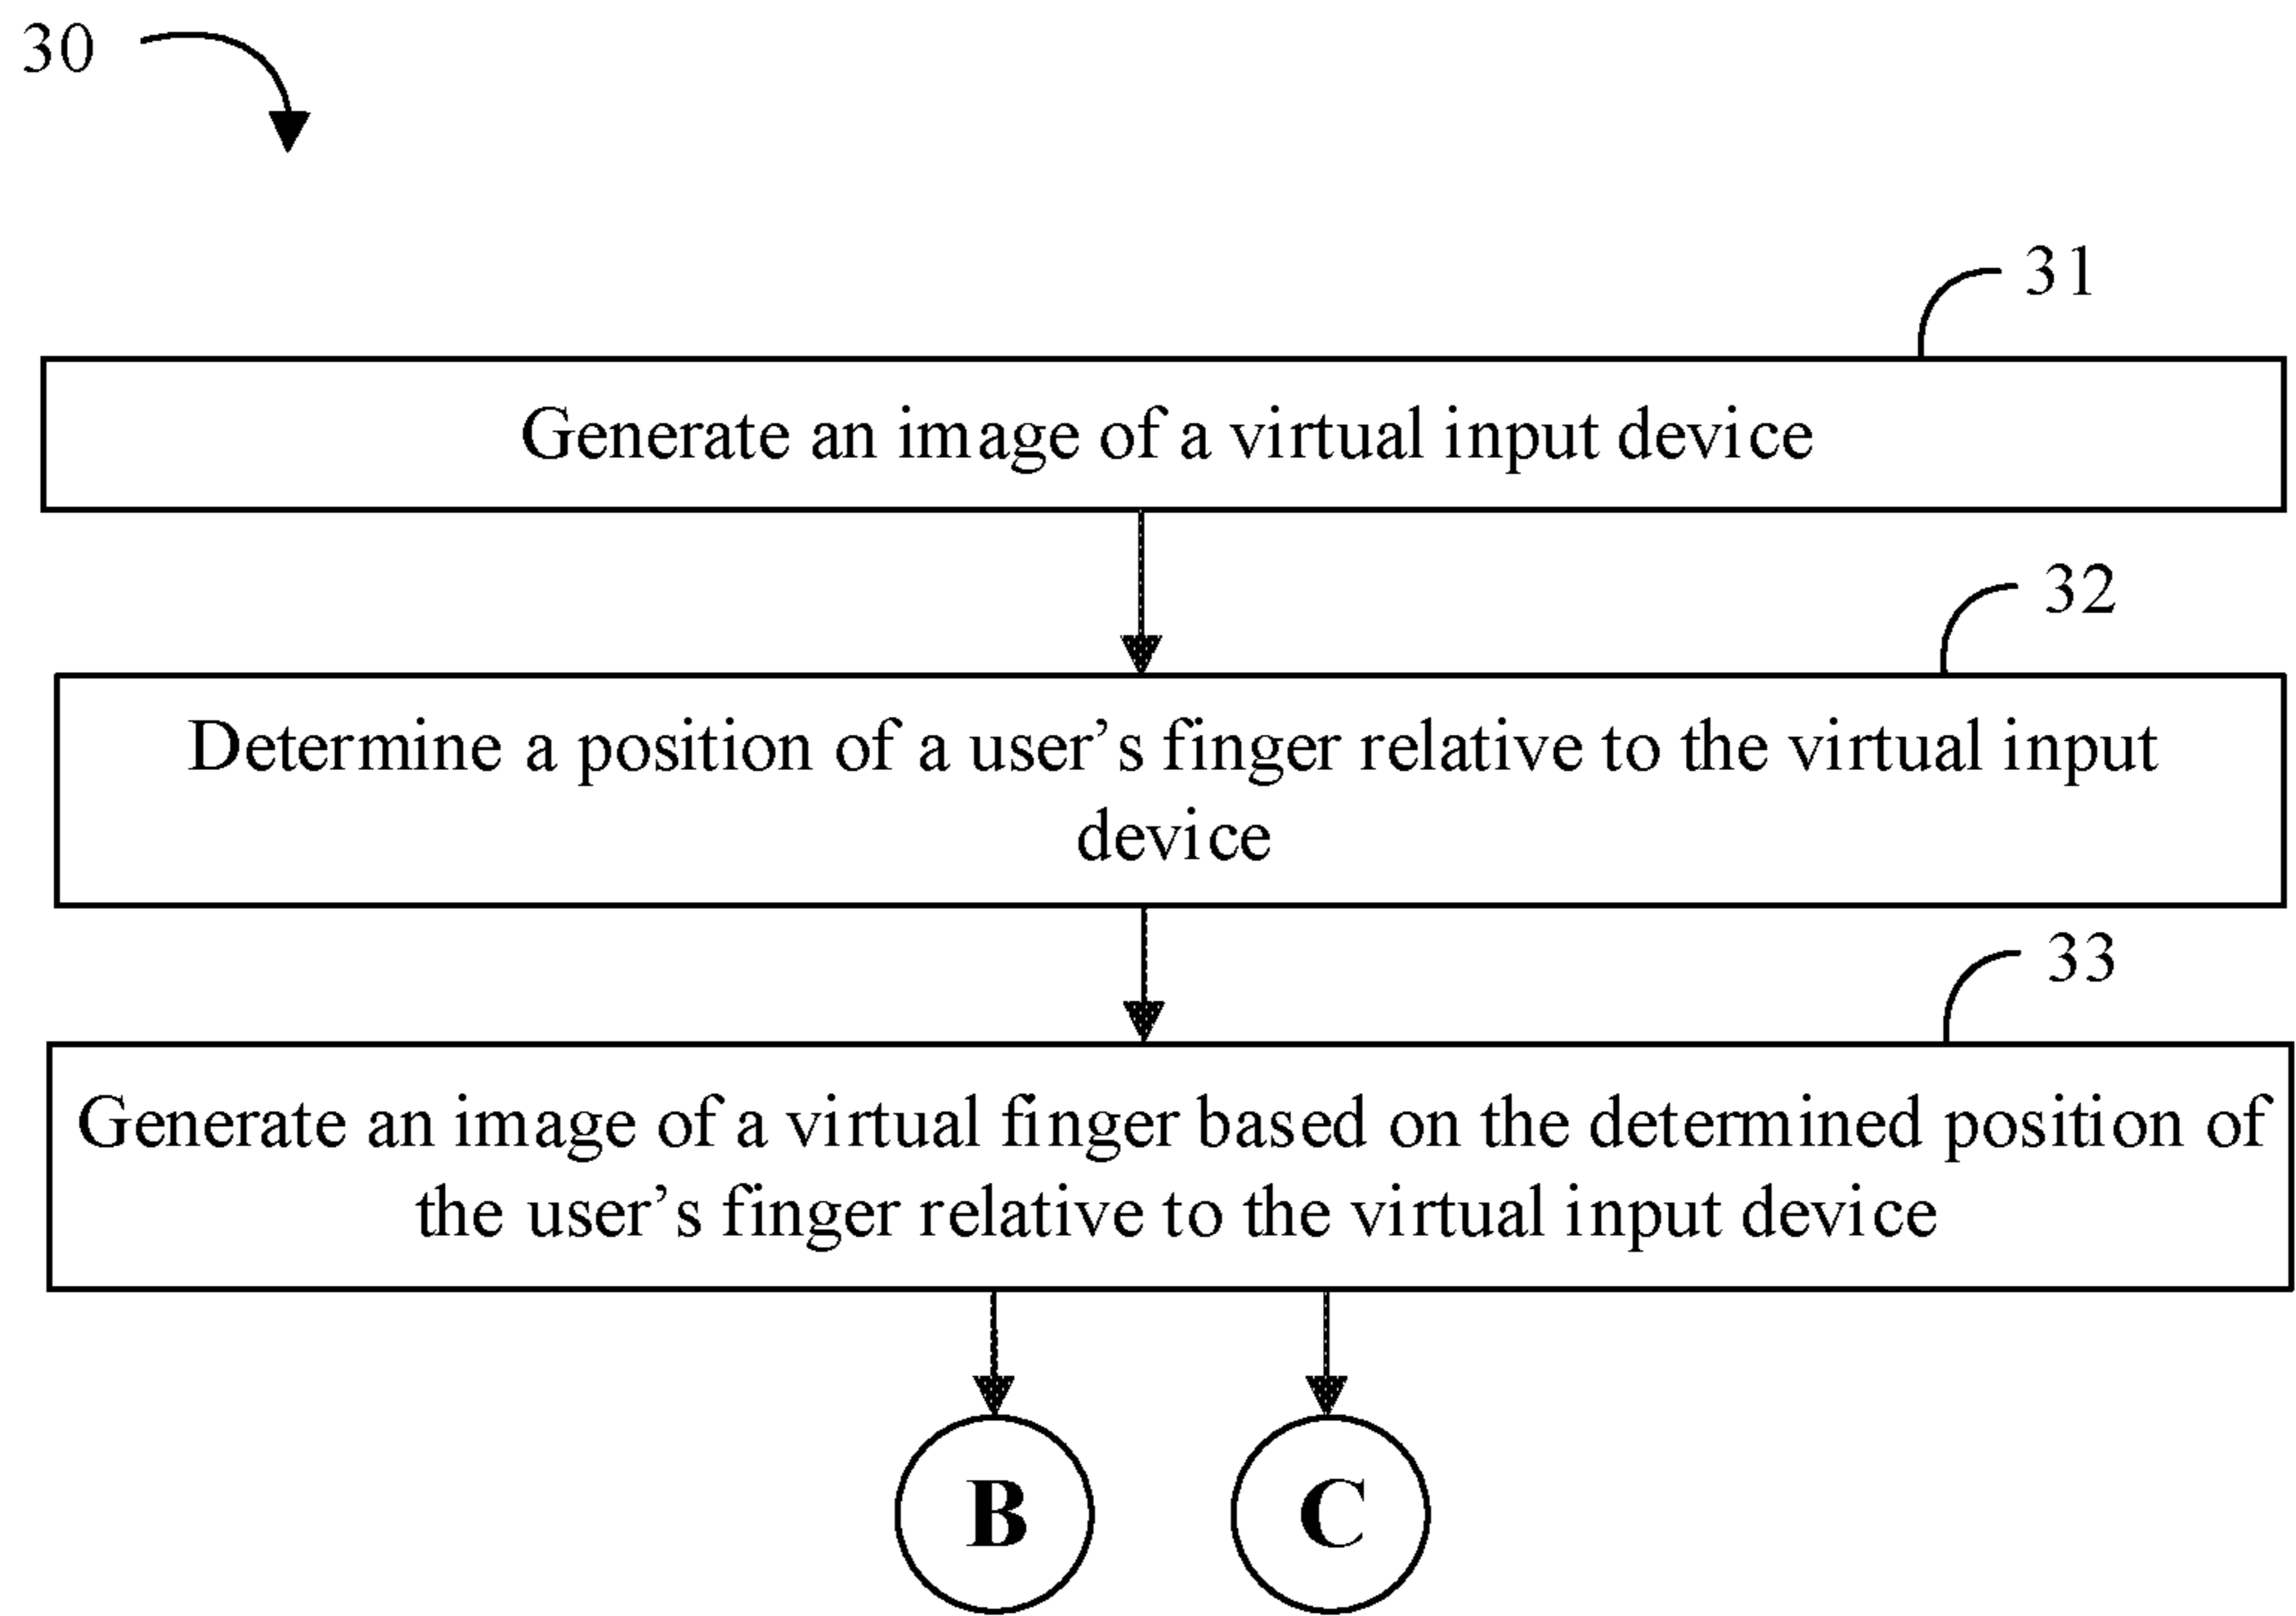 30
31
Generate an image of a virtual input device
32
Determine a position of a user’s finger relative to the virtual input
device
33
Generate an image of a virtual finger based on the determined position of
the user’s finger relative to the virtual input device
B
C